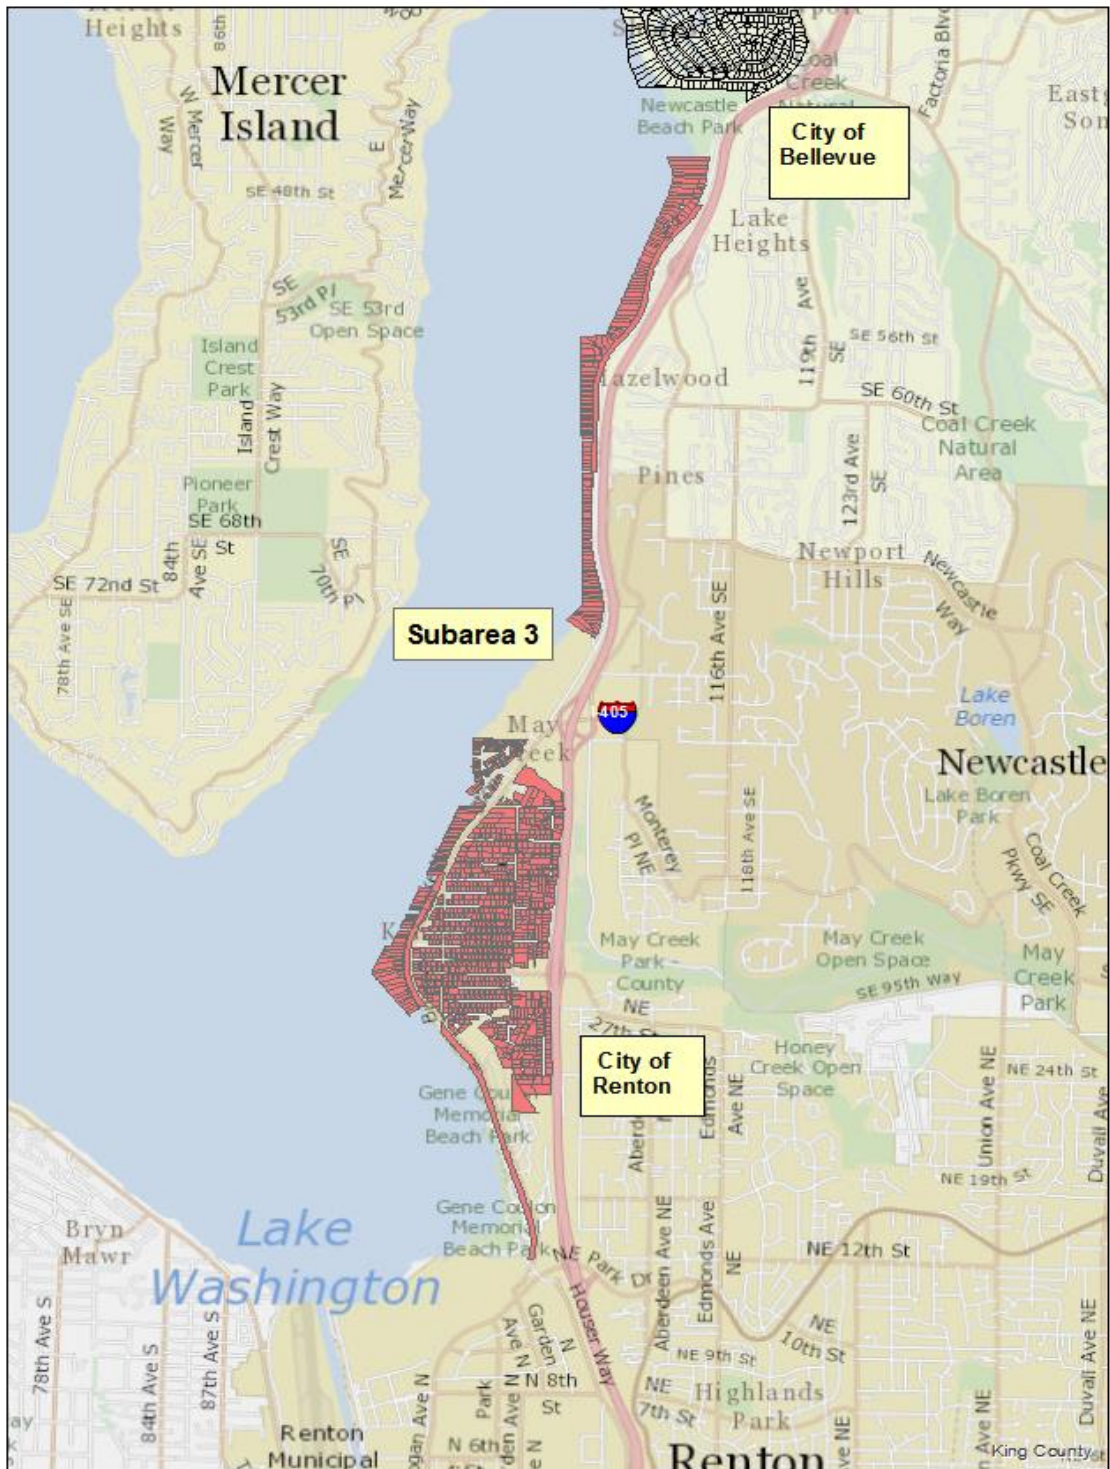 Heights
86th
Mercer
Island
W Mercer
Way
E
Mercer Way
SE 48th St
SE
53rd Pl
SE 53rd
Open Space
Island
Crest
Park
Island
Crest Way
Pioneer
Park
SE 68th
St
84th
Ave SE
SE
70th Pl
SE 72nd St
78th Ave SE
Coal
Creek
Natural
Newcastle
Beach Park
City of
Bellevue
Factoria Blvd
Lake
Heights
119th
Ave
SE
SE 56th St
Hazelwood
SE 60th St
Coal Creek
Natural
Area
Pines
123rd Ave
SE
Newport
Hills
Newcastle
Way
116th Ave SE
Subarea 3
405
May
Creek
Lake
Boren
Newcastle
Lake Boren
Park
Coal Creek
Pkwy SE
Monterey
Pl NE
118th Ave SE
May Creek
Park -
County
May Creek
Open Space
SE 95th Way
May
Creek
Park
NE
27th St
City of
Renton
Honey
Creek Open
Space
NE 24th St
Union Ave NE
Duvall Ave
Edmonds
Ave NE
NE 19th St
Gene Coulon
Memorial
Beach Park
Gene Coulon
Memorial
Beach Park
NE Park Dr
Aberdeen Ave NE
Edmonds Ave
NE
NE 12th St
Bryn
Mawr
Lake
Washington
Houser Way
N
Garden
Ave N
NE
10th St
NE 9th St
N 8th
St
NE
7th St
Highlands
Park
Duvall Ave NE
78th Ave S
84th Ave S
87th Ave S
Renton
Municipal
Park
N 6th
Renton
King County